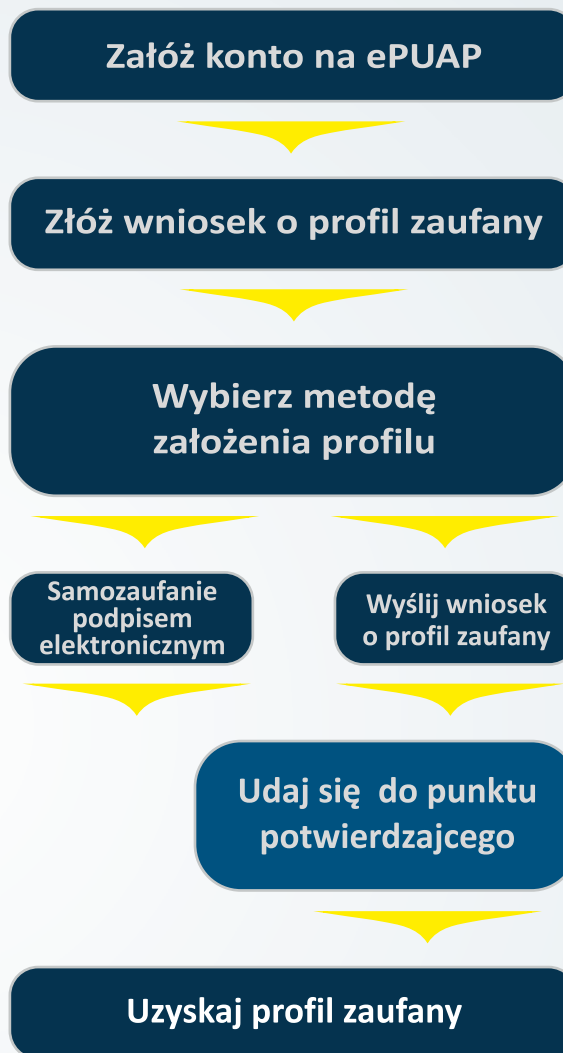 Załóż konto na ePUAP
Złóż wniosek o profil zaufany
Wybierz metodę
założenia profilu
Samozaufanie
podpisem
elektronicznym
Wyślij wniosek
o profil zaufany
Udaj się do punktu
potwierdzajcego
Uzyskaj profil zaufany